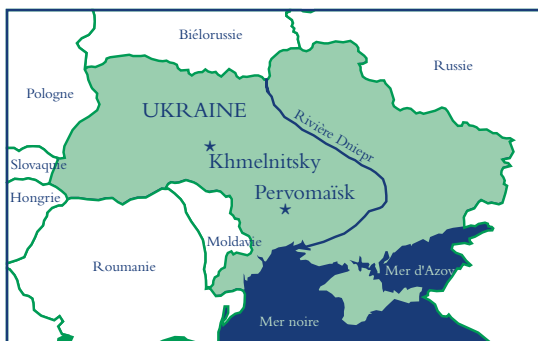 Biélorussie
Russie
Pologne
UKRAINE
Rivière Dniepr
Slovaquie
Khmelnitsky
Hongrie
Pervomaïsk
Moldavie
Roumanie
Mer d'Azov
Mer noire